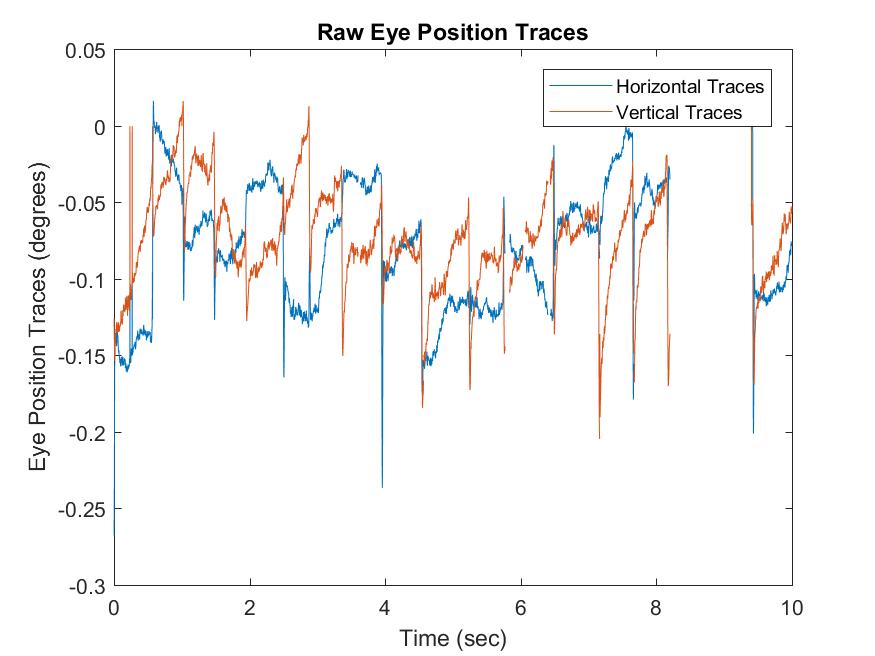 Raw Eye Position Traces
Horizontal Traces
Vertical Traces
Eye Position Traces (degrees)
0.05
0
-0.05
-0.1
-0.15
-0.2
-0.25
-0.3
0 2 4 6 8 10
Time (sec)